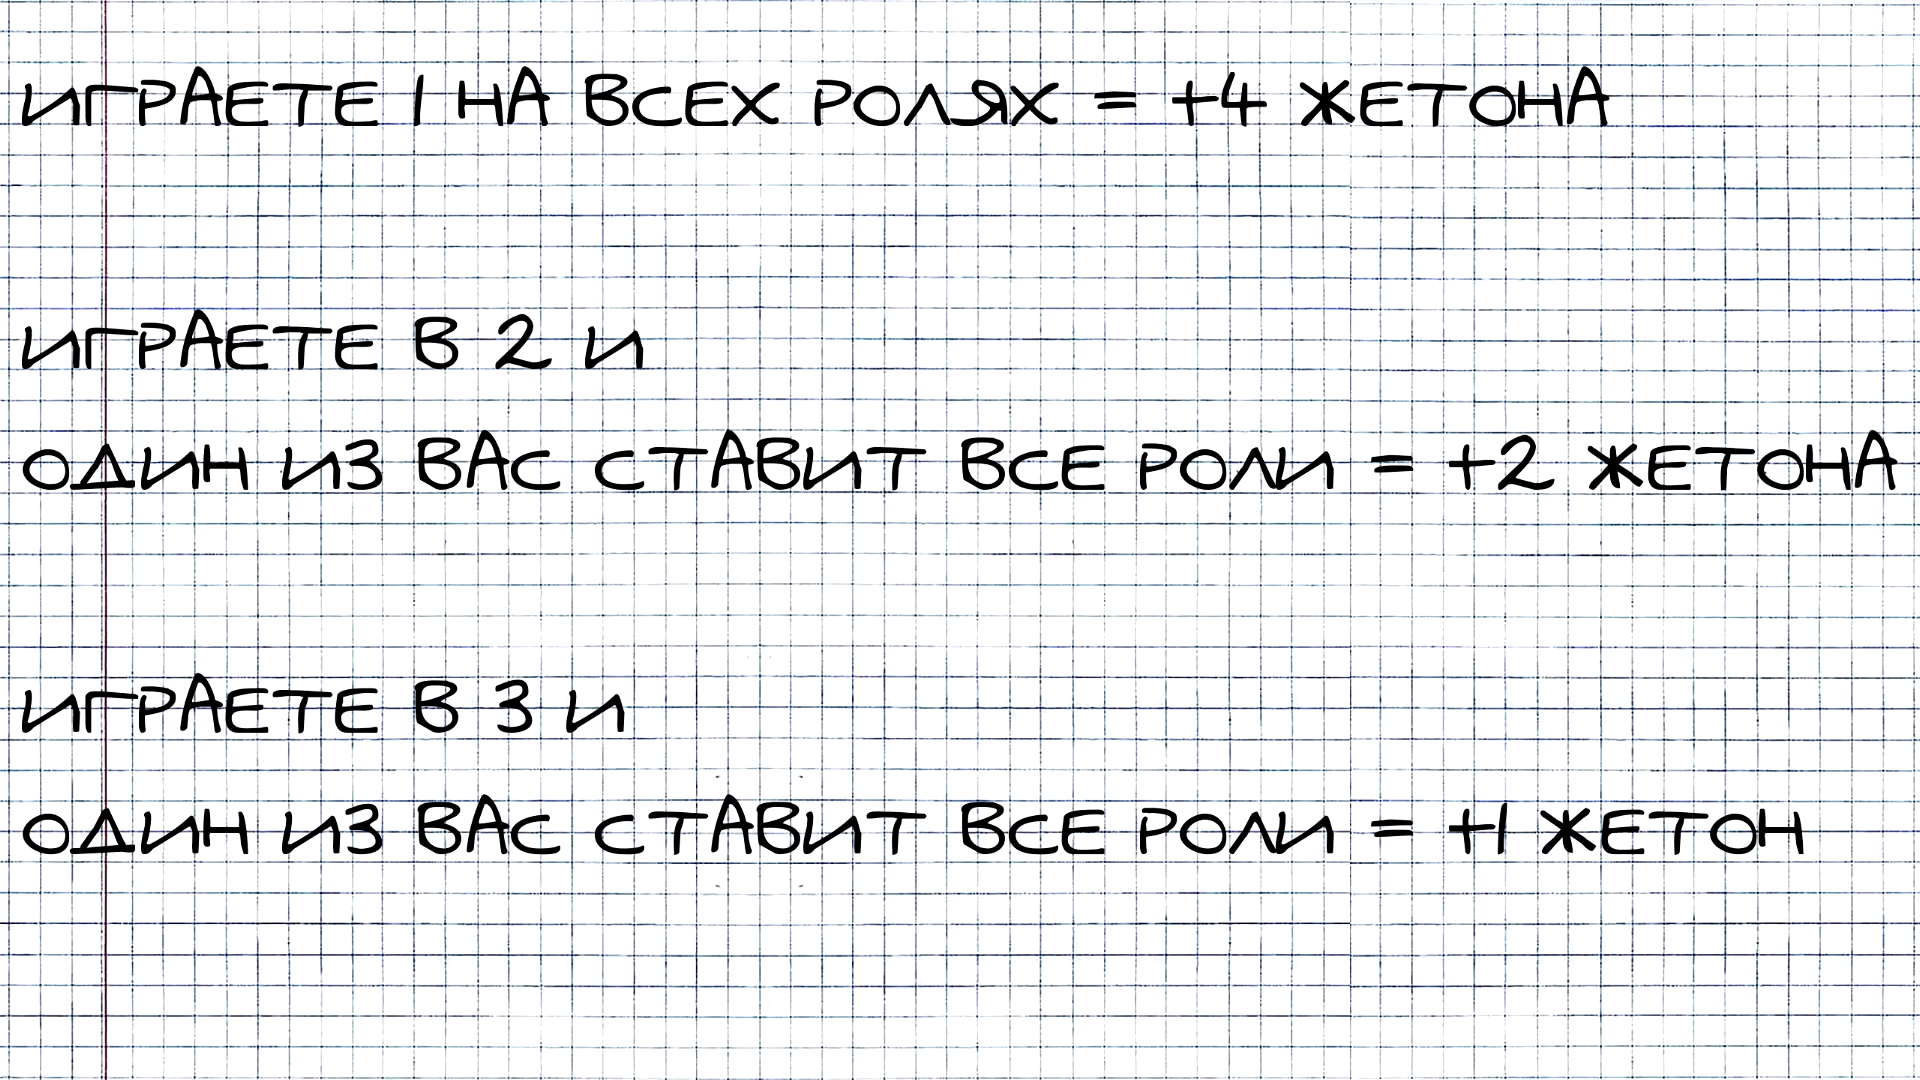 ИГРАЕТЕ 1 НА ВСЕХ РОЛЯХ = +4 ЖЕТОНА
ИГРАЕТЕ В 2 И
ОДИН ИЗ ВАС СТАВИТ ВСЕ РОЛИ = +2 ЖЕТОНА
ИГРАЕТЕ В 3 И
ОДИН ИЗ ВАС СТАВИТ ВСЕ РОЛИ = +1 ЖЕТОН